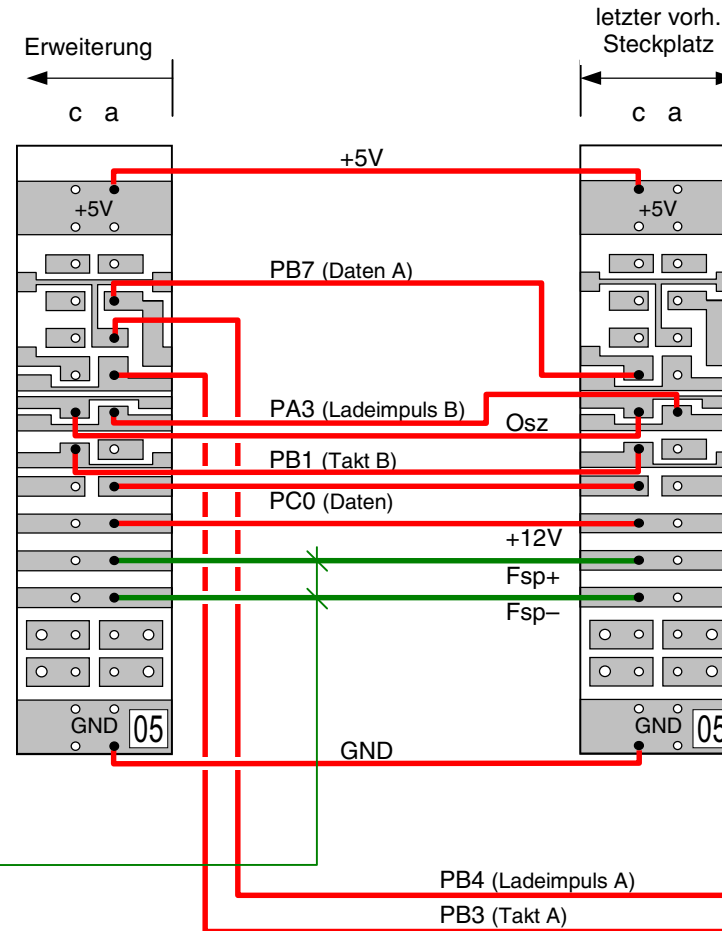 letzter vorh.
Erweiterung
Steckplatz
c a
c a
+5V
+5V
+5V
PB7 (Daten A)
PA3 (Ladeimpuls B)
Osz
PB1 (Takt B)
PC0 (Daten)
+12V
Fsp+
Fsp–
GND 05
GND 05
GND
PB4 (Ladeimpuls A)
PB3 (Takt A)